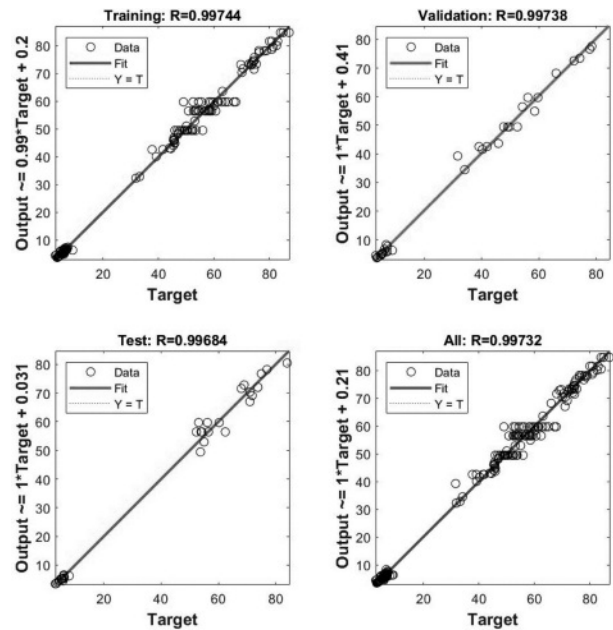 Training: R=0.99744
Output ~= 0.99*Target + 0.2
80
70
60
50
40
30
20
10
Data
Fit
Y = T
20 40 60 80
Target
Validation: R=0.99738
Output ~= 1*Target + 0.41
80
70
60
50
40
30
20
10
Data
Fit
Y = T
20 40 60 80
Target
Test: R=0.99684
Output ~= 1*Target + 0.031
80
70
60
50
40
30
20
10
Data
Fit
Y = T
20 40 60 80
Target
All: R=0.99732
Output ~= 1*Target + 0.21
80
70
60
50
40
30
20
10
Data
Fit
Y = T
20 40 60 80
Target